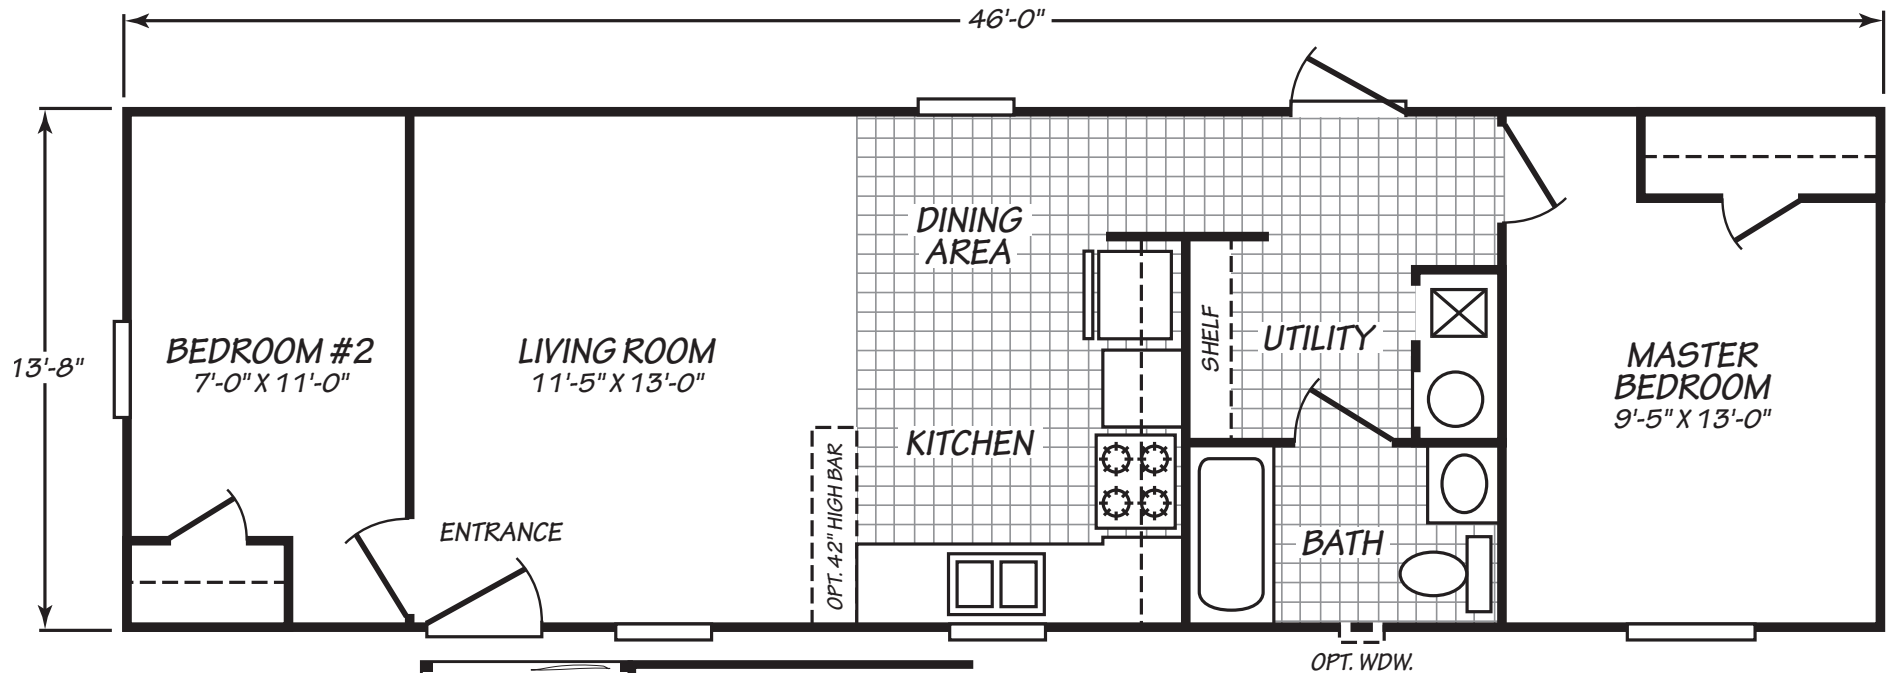 46'-0"
13'-8"
BEDROOM #2
7'-0" X 11'-0"
LIVING ROOM
11'-5" X 13'-0"
ENTRANCE
OPT. 42" HIGH BAR
DINING
AREA
KITCHEN
SHELF
UTILITY
BATH
MASTER
BEDROOM
9'-5" X 13'-0"
OPT. WDW.